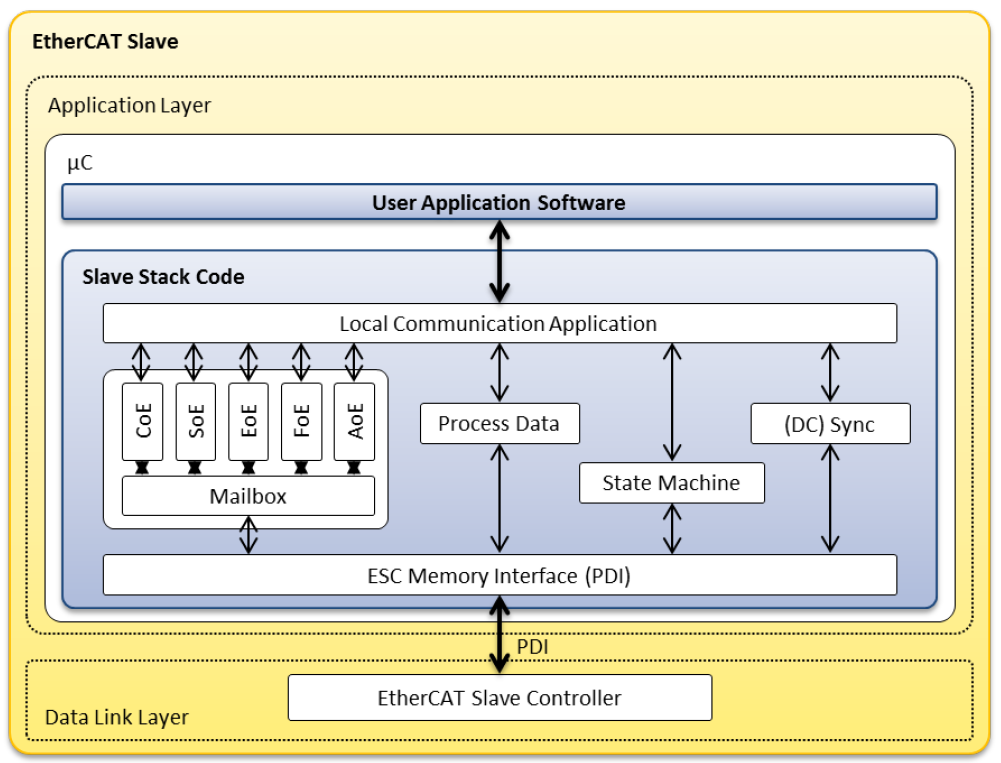 EtherCAT Slave
Application Layer
µC
User Application Software
Slave Stack Code
Local Communication Application
CoE
SoE
EoE
FoE
AoE
Process Data
(DC) Sync
State Machine
Mailbox
ESC Memory Interface (PDI)
PDI
EtherCAT Slave Controller
Data Link Layer